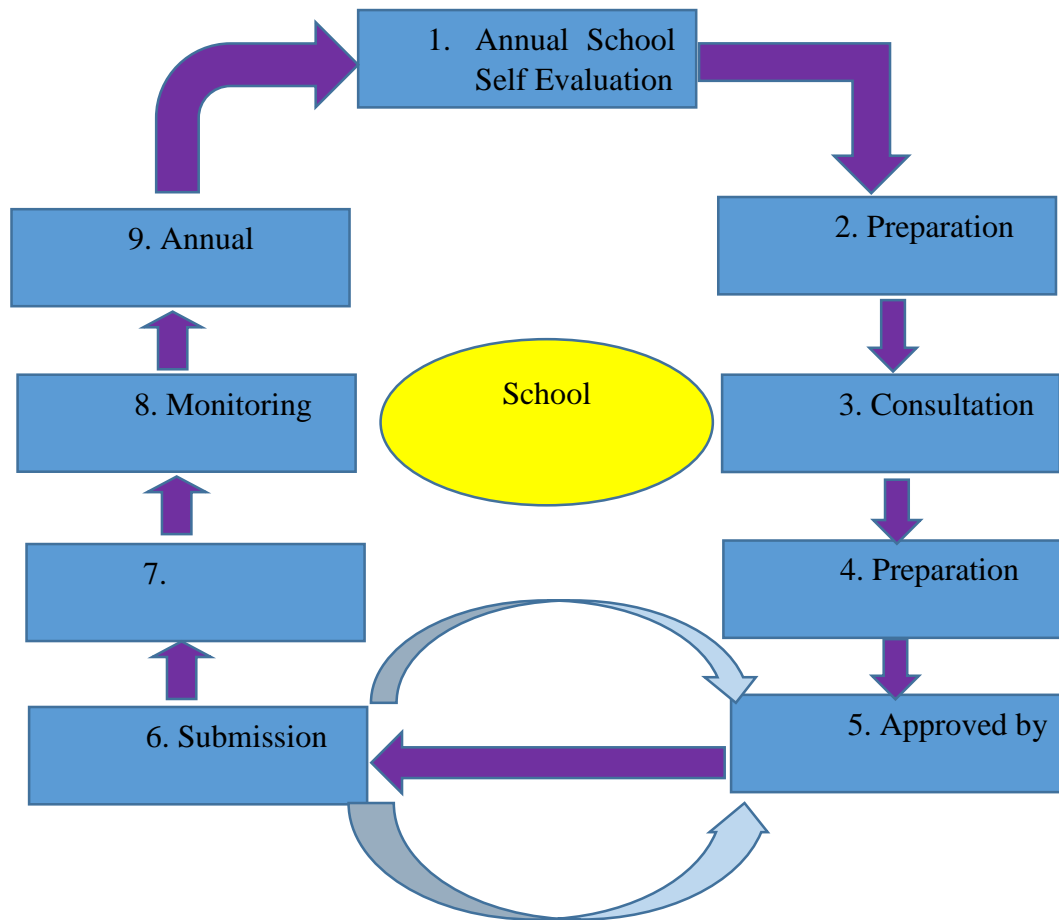 1. Annual School
Self Evaluation
2. Preparation
3. Consultation
4. Preparation
5. Approved by
6. Submission
7.
8. Monitoring
9. Annual
School